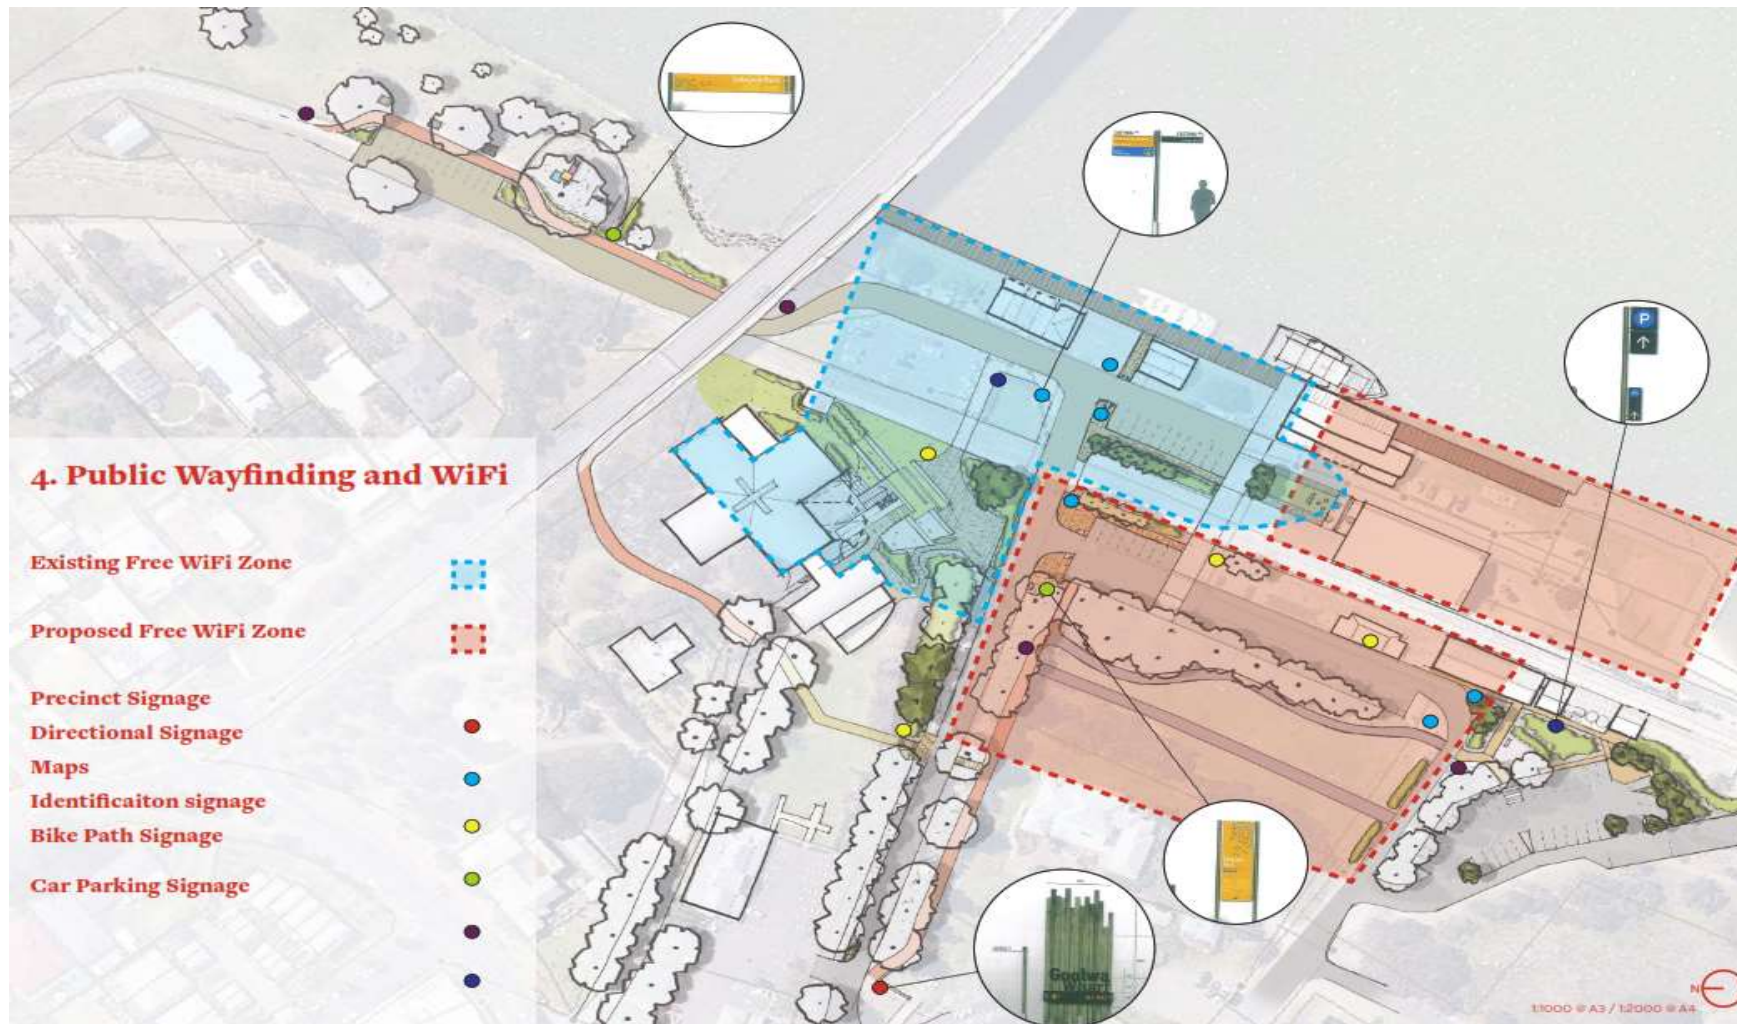 4. Public Wayfinding and WiFi
Existing Free WiFi Zone
Proposed Free WiFi Zone
Precinct Signage
Directional Signage
Maps
Identificaiton signage
Bike Path Signage
Car Parking Signage
P
Goolwa
N
1:1000 @ A3 / 1:2000 @ A4